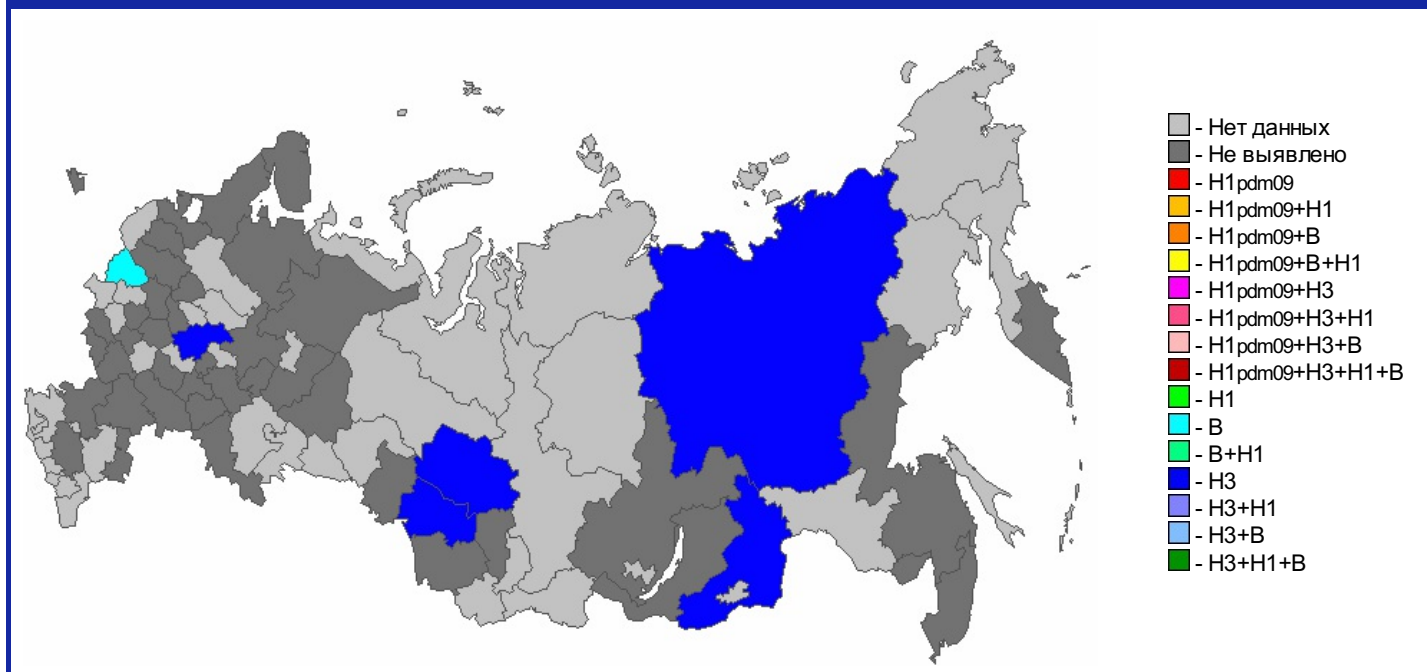 - Нет данных
- Не выявлено
- H1pdm09
- H1pdm09+H1
- H1pdm09+B
- H1pdm09+B+H1
- H1pdm09+H3
- H1pdm09+H3+H1
- H1pdm09+H3+B
- H1pdm09+H3+H1+B
- H1
- B
- B+H1
- H3
- H3+H1
- H3+B
- H3+H1+B